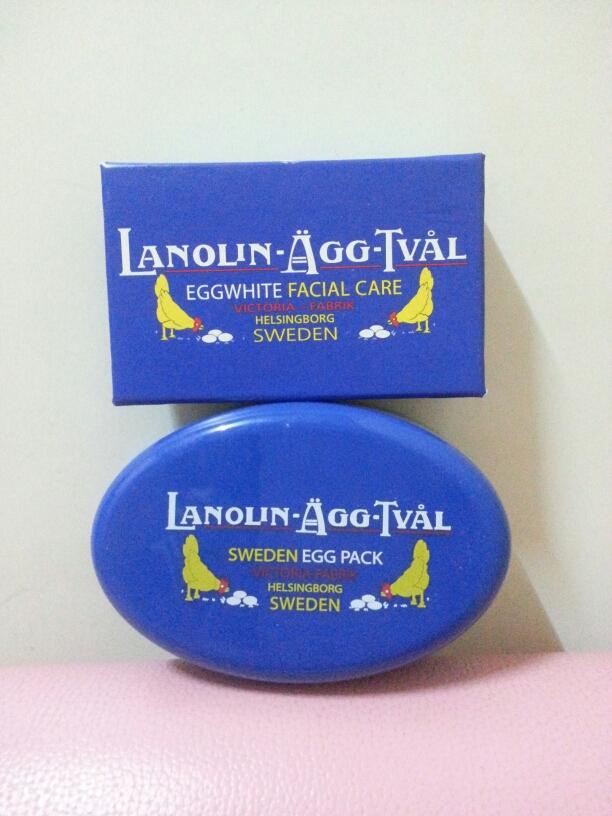 LANOLIN-ÄGG-TVÅL
EGGWHITE FACIAL CARE
VICTORIA - FABRIK
HELSINGBORG
SWEDEN
LANOLIN-ÄGG-TVÅL
SWEDEN EGG PACK
VICTORIA-FABRIK
HELSINGBORG
SWEDEN